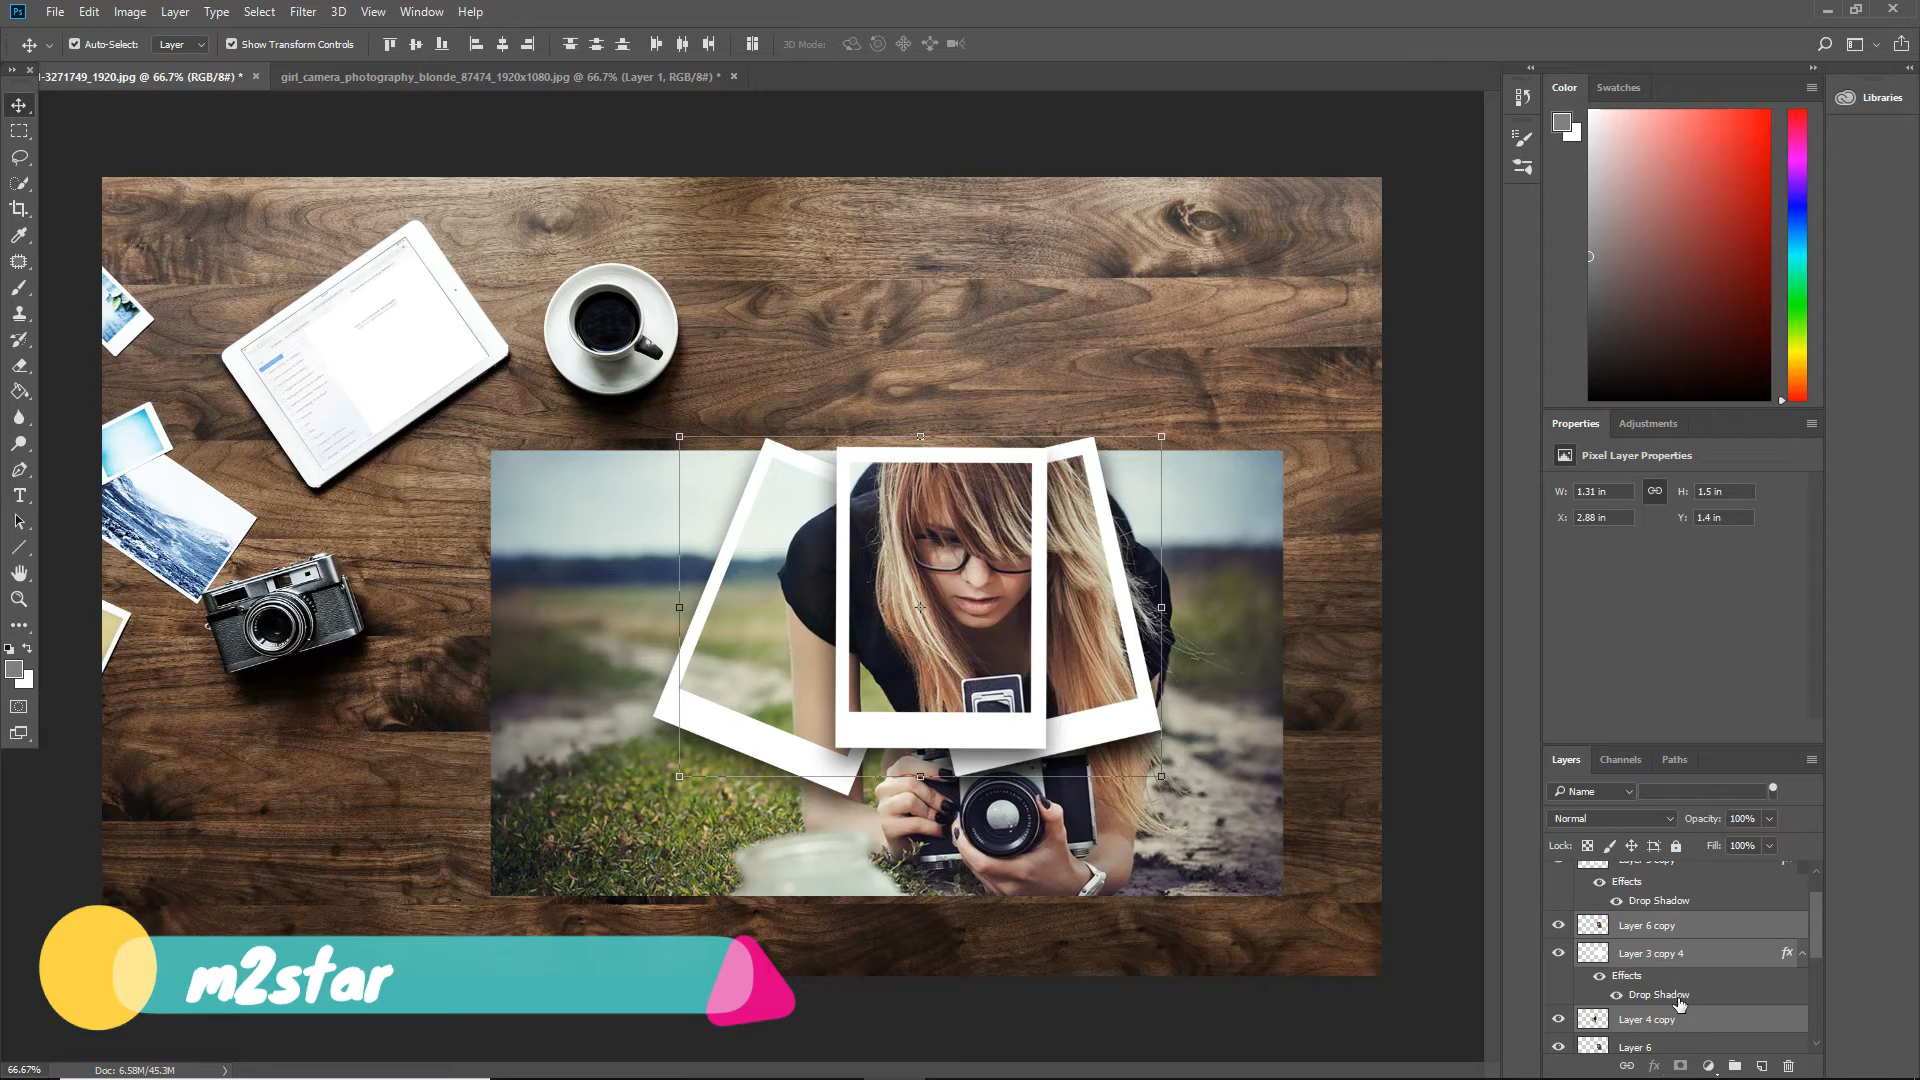 Ps File Edit Image Layer Type Select Filter 3D View Window Help
Auto-Select: Layer Show Transform Controls 3D Mode:
-3271749_1920.jpg @ 66.7% (RGB/8#) * girl_camera_photography_blonde_87474_1920x1080.jpg @ 66.7% (Layer 1, RGB/8#) *
Color Swatches
Libraries
Properties Adjustments
Pixel Layer Properties
W: 1.31 in H: 1.5 in
X: 2.88 in Y: 1.4 in
Layers Channels Paths
Name
Normal Opacity: 100%
Lock: Fill: 100%
Effects
Drop Shadow
Layer 6 copy
Layer 3 copy 4 fx
Effects
Drop Shadow
Layer 4 copy
Layer 6
fx
m2star
66.67% Doc: 6.58M/45.3M